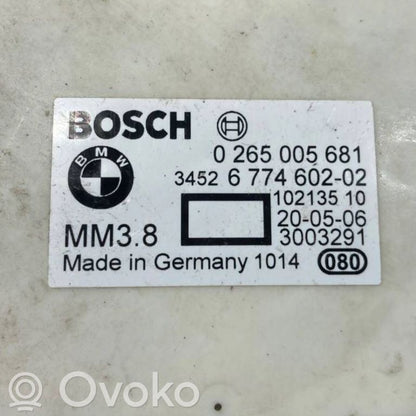 BOSCH
0 265 005 681
BMW
3452 6 774 602-02
102135 10
20-05-06
MM3.8
3003291
Made in Germany 1014
080
Ovoko